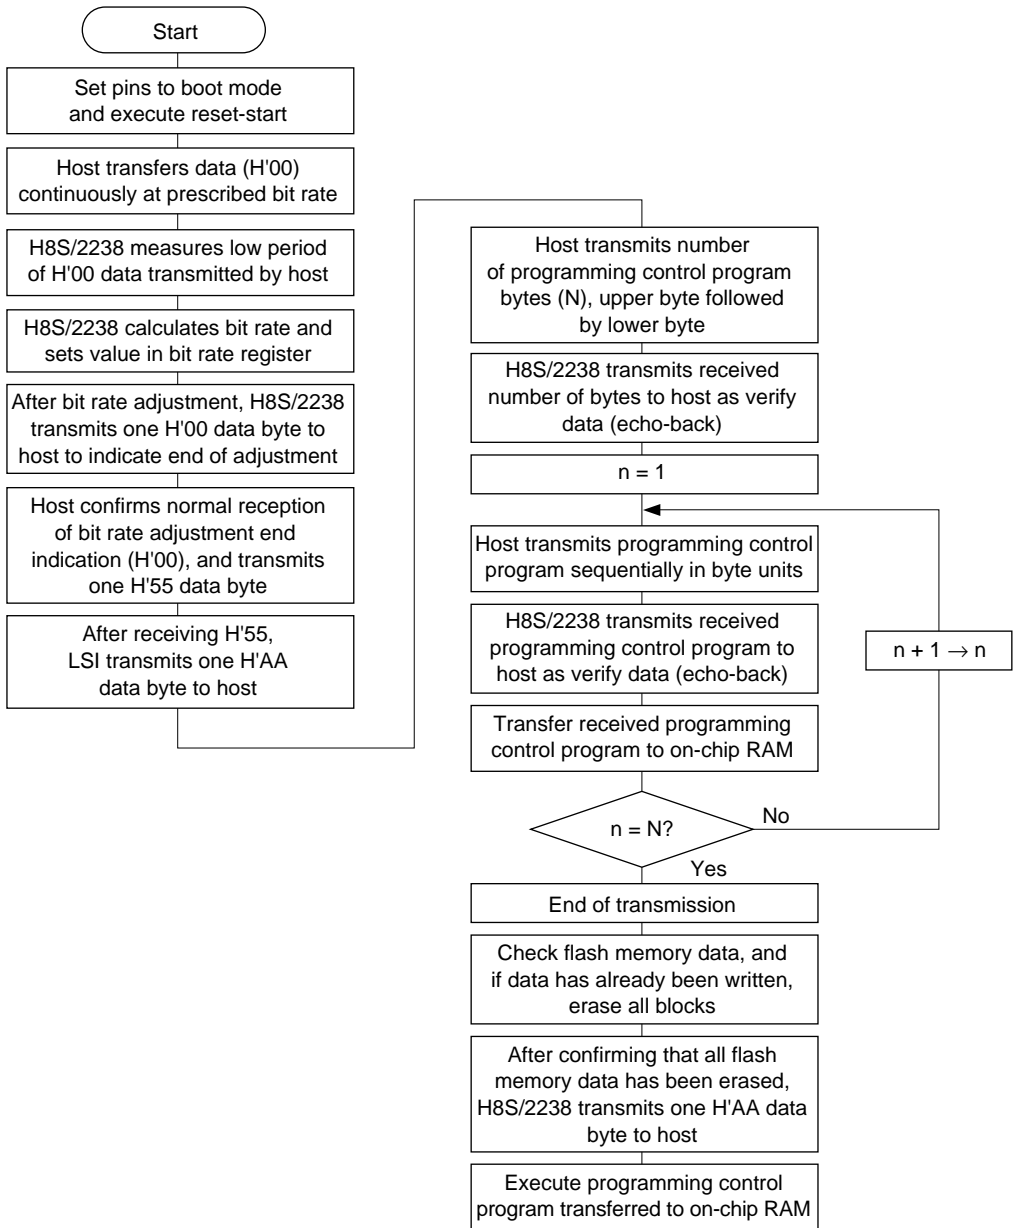 Start
Set pins to boot mode
and execute reset-start
Host transfers data (H'00)
continuously at prescribed bit rate
H8S/2238 measures low period
of H'00 data transmitted by host
H8S/2238 calculates bit rate and
sets value in bit rate register
After bit rate adjustment, H8S/2238
transmits one H'00 data byte to
host to indicate end of adjustment
Host confirms normal reception
of bit rate adjustment end
indication (H'00), and transmits
one H'55 data byte
After receiving H'55,
LSI transmits one H'AA
data byte to host
Host transmits number
of programming control program
bytes (N), upper byte followed
by lower byte
H8S/2238 transmits received
number of bytes to host as verify
data (echo-back)
n = 1
Host transmits programming control
program sequentially in byte units
H8S/2238 transmits received
programming control program to
host as verify data (echo-back)
n + 1 → n
Transfer received programming
control program to on-chip RAM
n = N?
No
Yes
End of transmission
Check flash memory data, and
if data has already been written,
erase all blocks
After confirming that all flash
memory data has been erased,
H8S/2238 transmits one H'AA data
byte to host
Execute programming control
program transferred to on-chip RAM